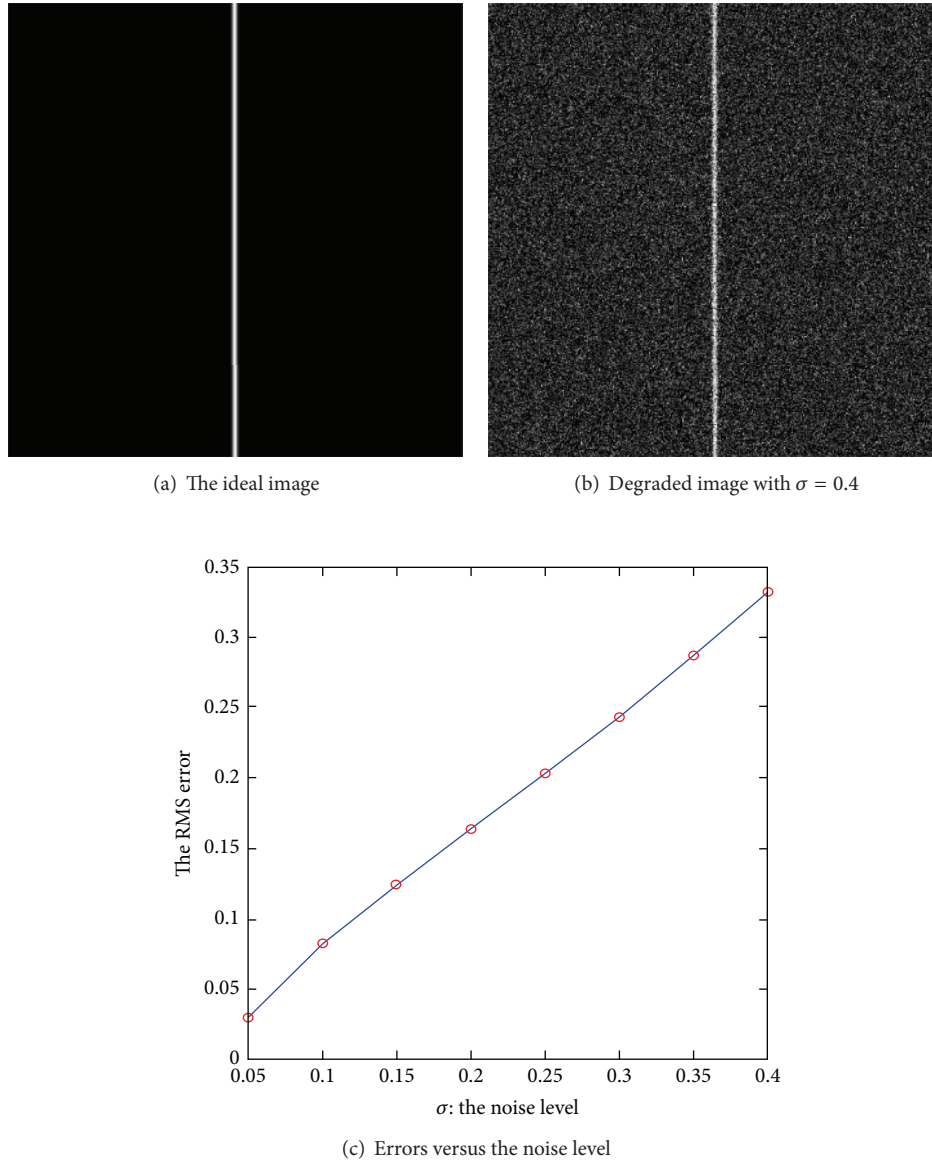 (a) The ideal image
(b) Degraded image with σ = 0.4
0.35
0.3
0.25
0.2
0.15
0.1
0.05
0
The RMS error
0.05 0.1 0.15 0.2 0.25 0.3 0.35 0.4
σ: the noise level
(c) Errors versus the noise level